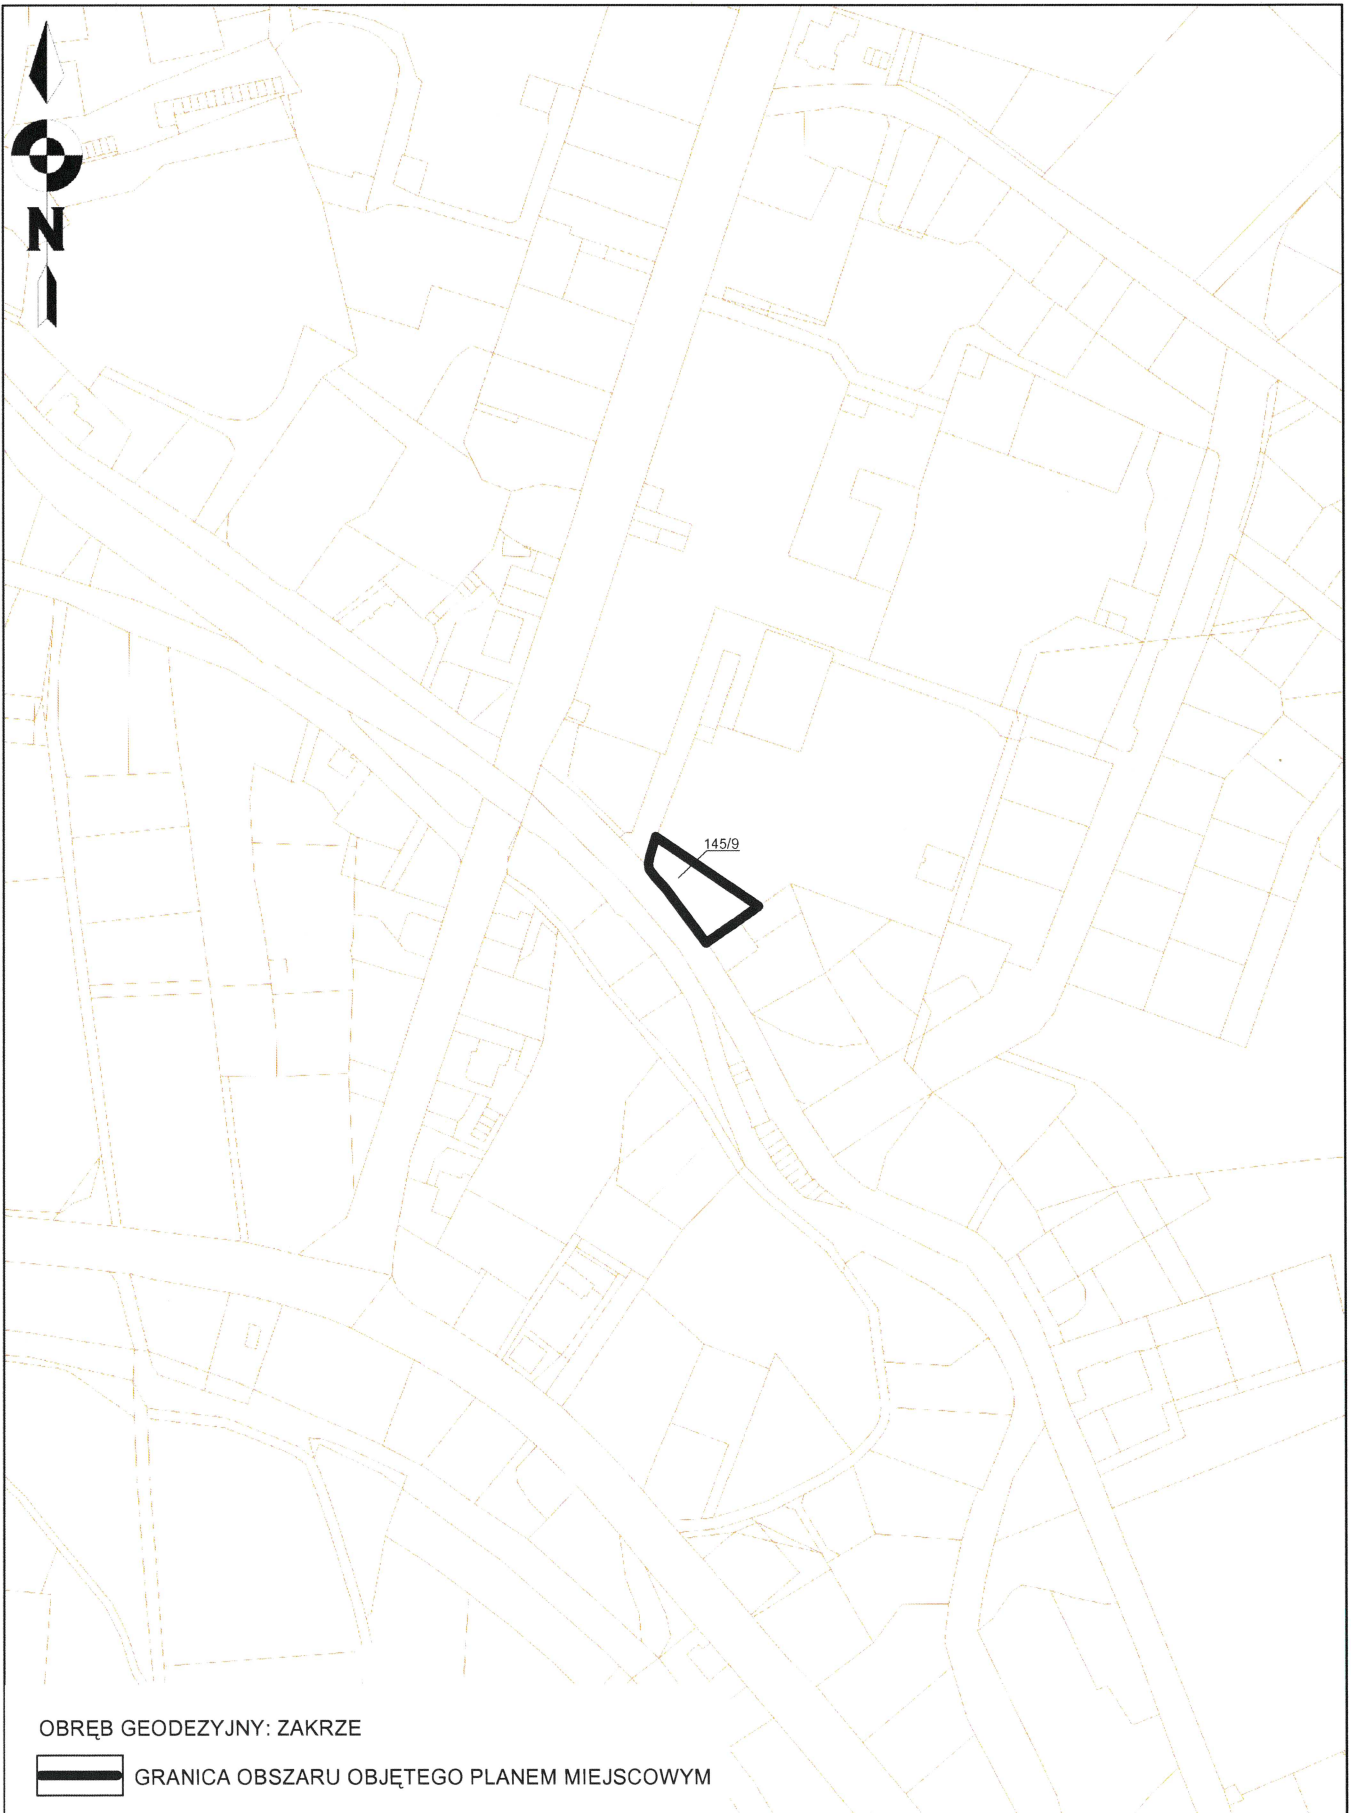 N
145/9
OBRĘB GEODEZYJNY: ZAKRZE
GRANICA OBSZARU OBJĘTEGO PLANEM MIEJSCOWYM